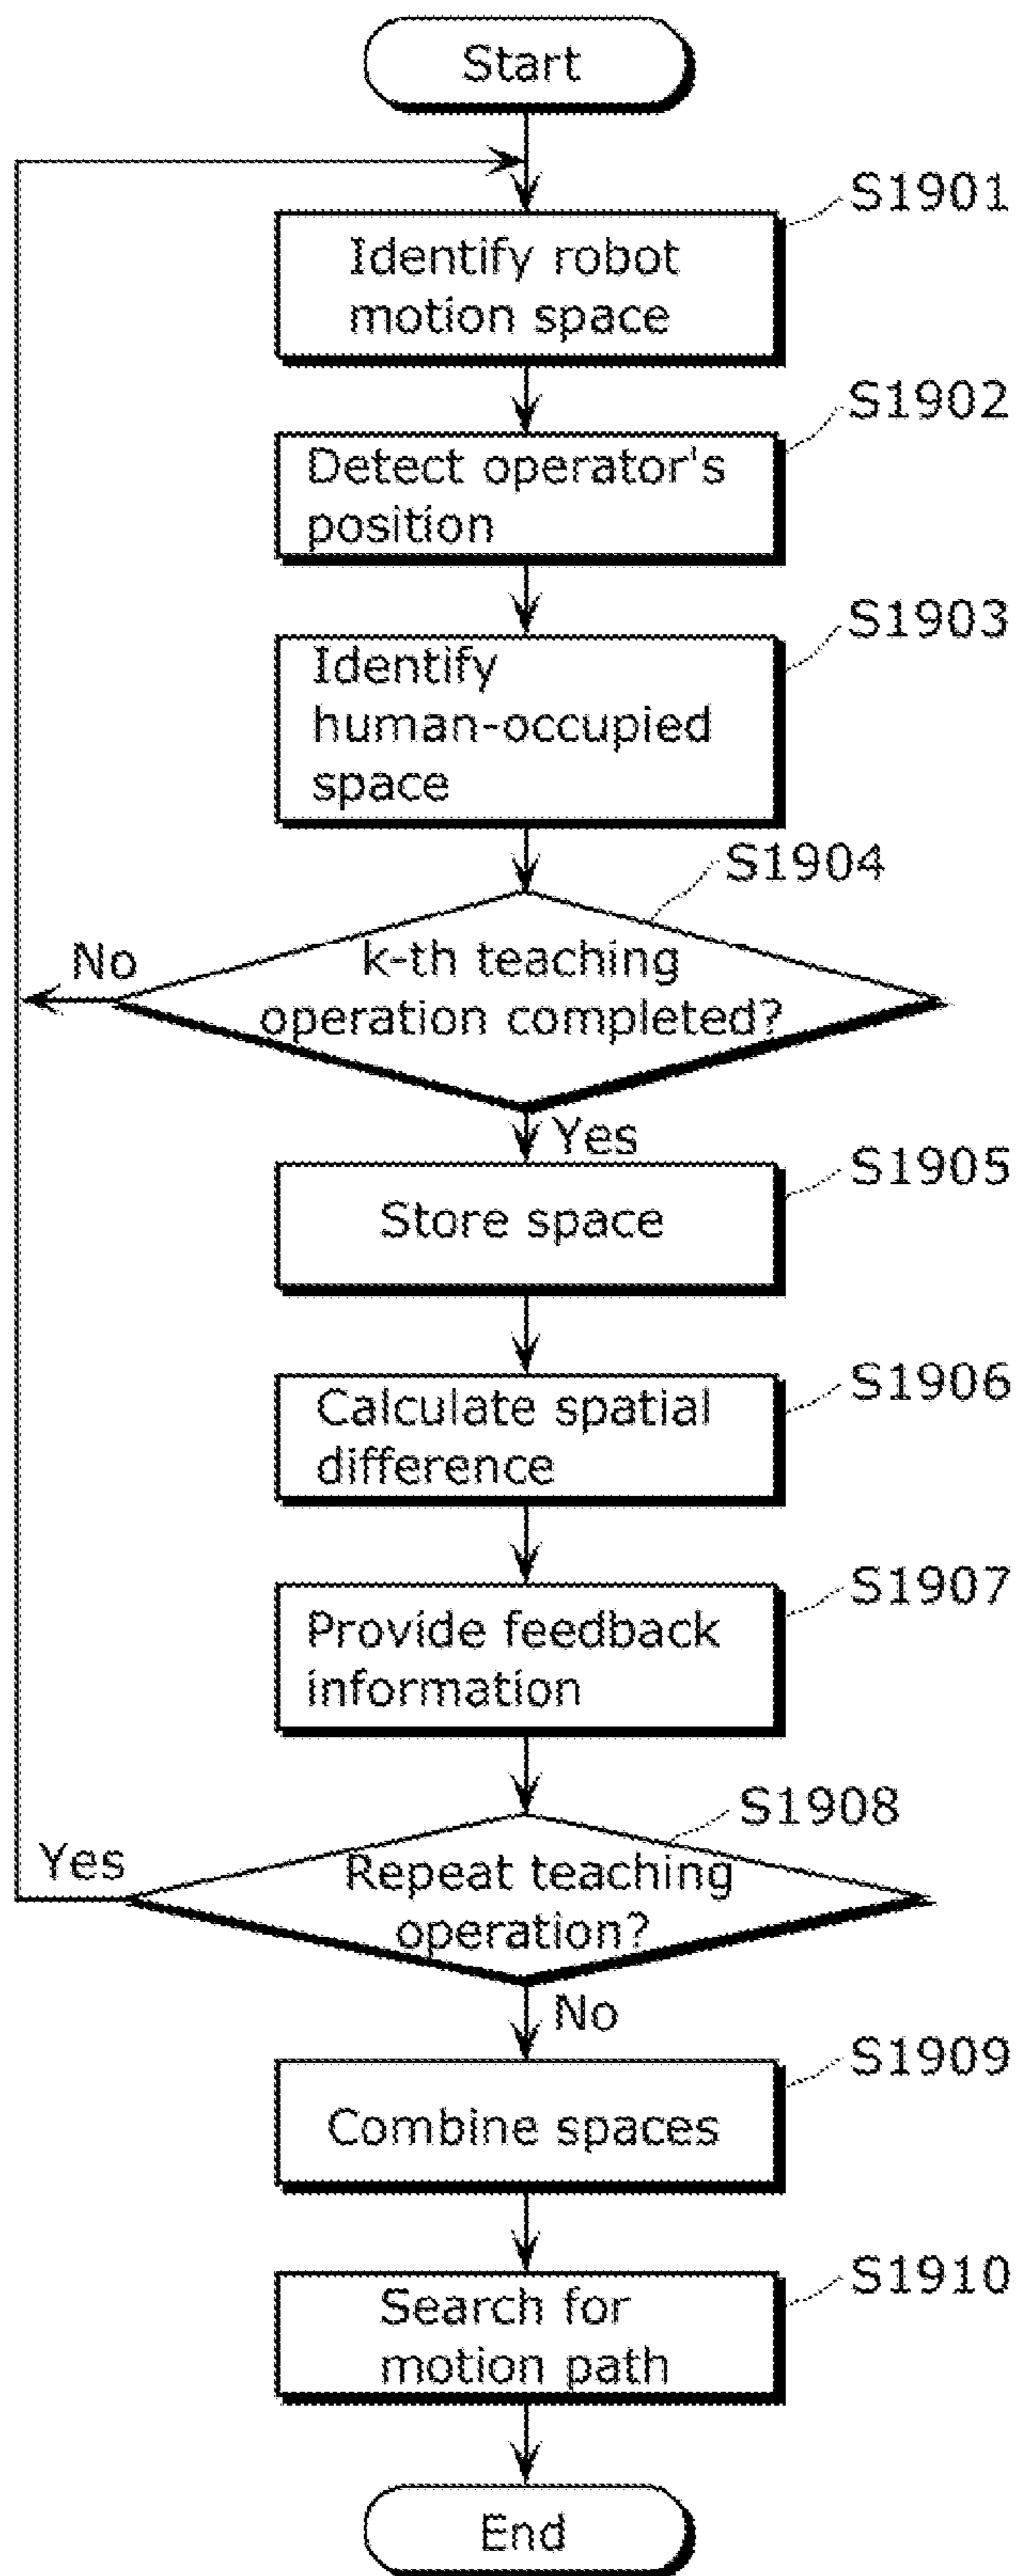 Start
S1901
Identify robot
motion space
S1902
Detect operator's
position
S1903
Identify
human-occupied
space
S1904
No
k-th teaching
operation completed?
Yes
S1905
Store space
S1906
Calculate spatial
difference
S1907
Provide feedback
information
S1908
Yes
Repeat teaching
operation?
No
S1909
Combine spaces
S1910
Search for
motion path
End